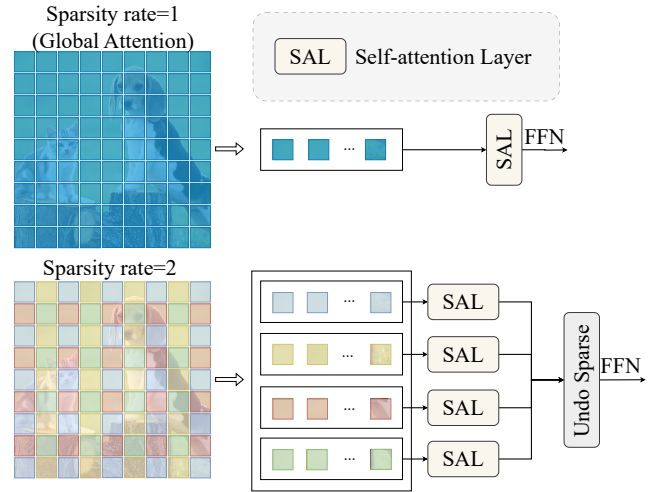 Sparsity rate=1
(Global Attention)
SAL
Self-attention Layer
...
SAL
FFN
Sparsity rate=2
...
SAL
...
SAL
...
SAL
...
SAL
Undo Sparse
FFN